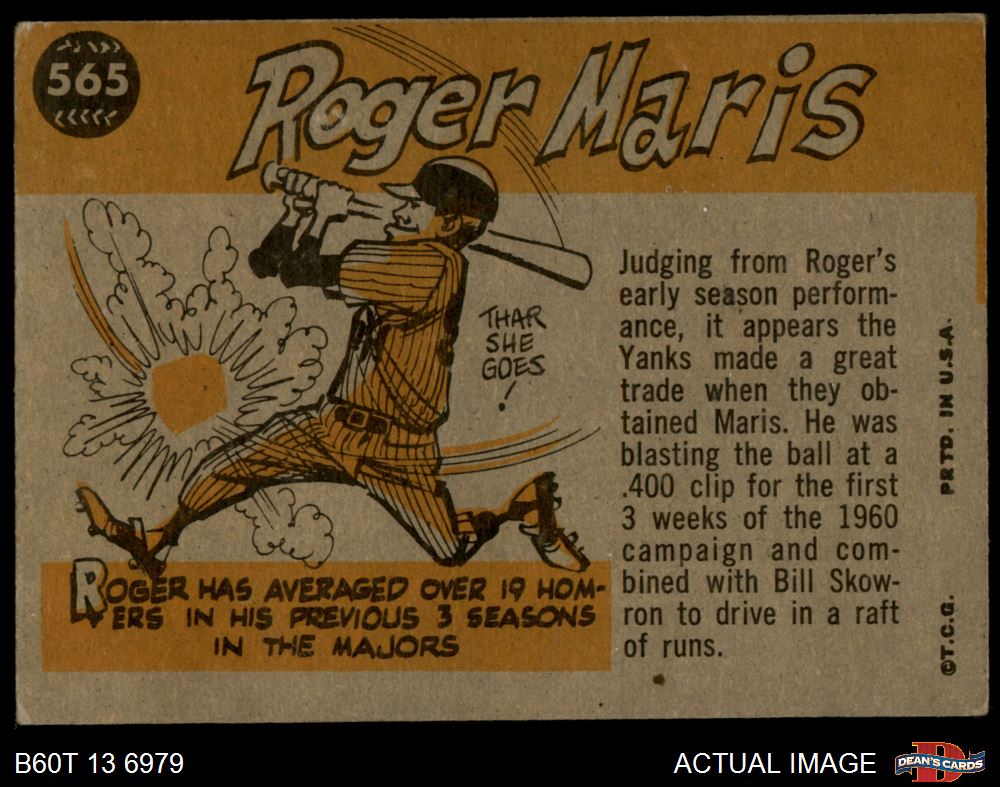 565
Roger Maris
THAR
SHE
GOES
!
ROGER HAS AVERAGED OVER 19 HOM-
ERS IN HIS PREVIOUS 3 SEASONS
IN THE MAJORS
Judging from Roger's
early season perform-
ance, it appears the
Yanks made a great
trade when they ob-
tained Maris. He was
blasting the ball at a
.400 clip for the first
3 weeks of the 1960
campaign and com-
bined with Bill Skow-
ron to drive in a raft
of runs.
©T.C.G. PRTD. IN U.S.A.
B60T 13 6979
ACTUAL IMAGE
DEAN'S CARDS